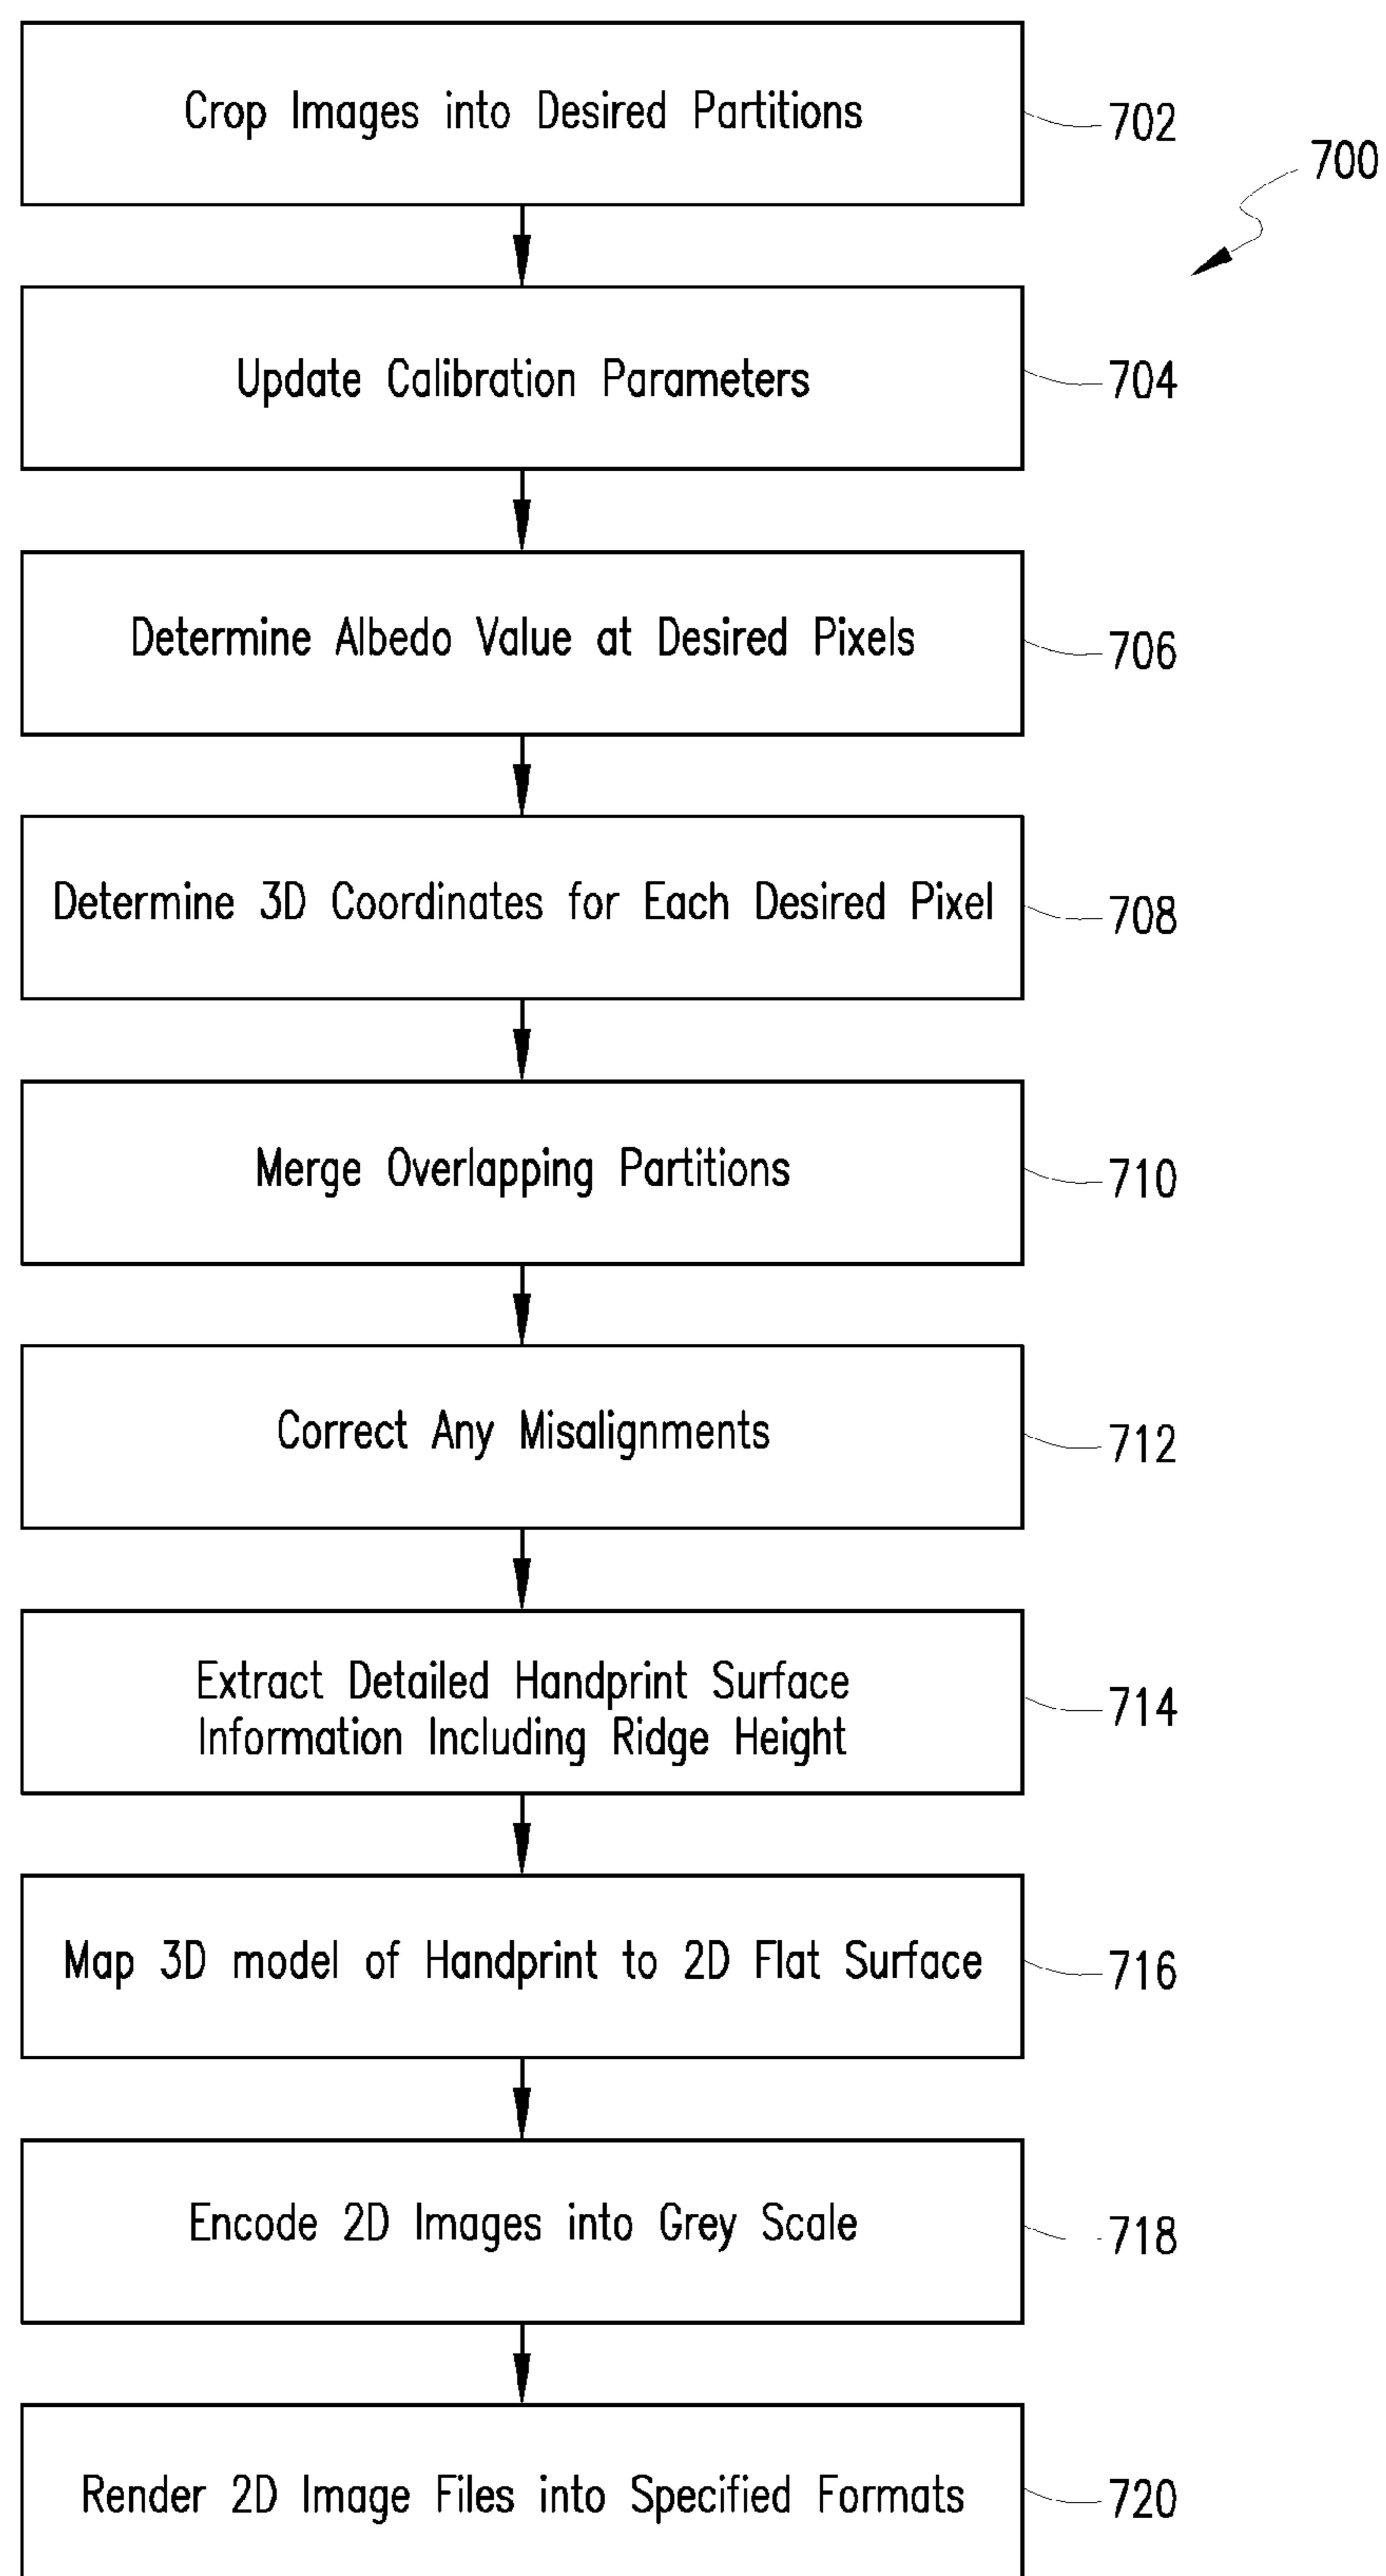 Crop Images into Desired Partitions
702
700
Update Calibration Parameters
704
Determine Albedo Value at Desired Pixels
706
Determine 3D Coordinates for Each Desired Pixel
708
Merge Overlapping Partitions
710
Correct Any Misalignments
712
Extract Detailed Handprint Surface
Information Including Ridge Height
714
Map 3D model of Handprint to 2D Flat Surface
716
Encode 2D Images into Grey Scale
718
Render 2D Image Files into Specified Formats
720